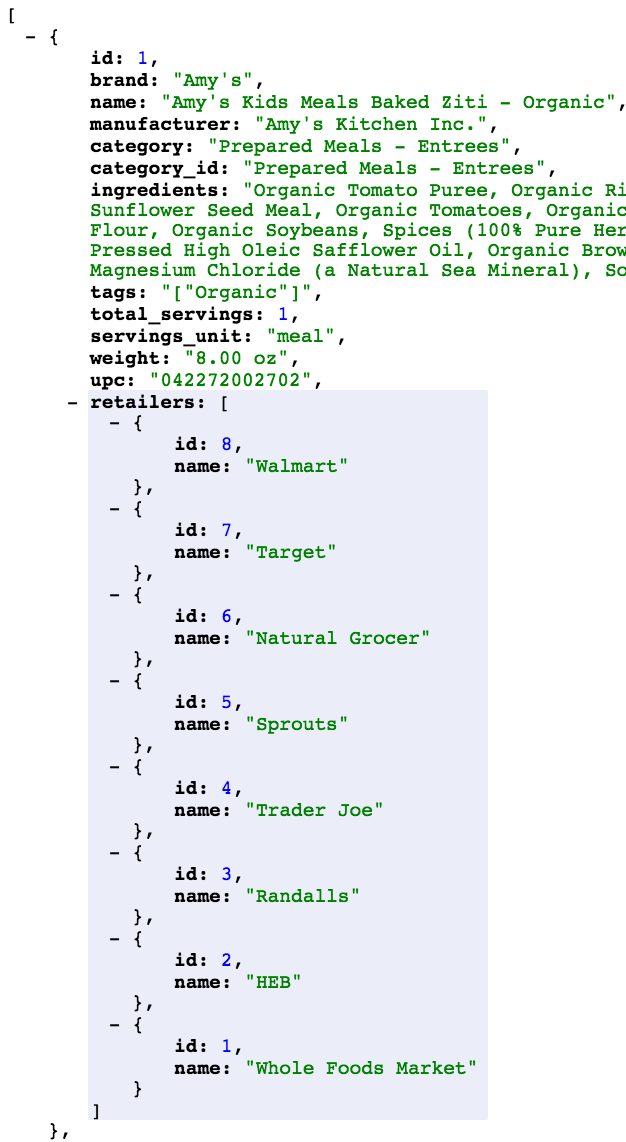 [
- {
id: 1,
brand: "Amy's",
name: "Amy's Kids Meals Baked Ziti - Organic",
manufacturer: "Amy's Kitchen Inc.",
category: "Prepared Meals - Entrees",
category_id: "Prepared Meals - Entrees",
ingredients: "Organic Tomato Puree, Organic Ri
Sunflower Seed Meal, Organic Tomatoes, Organic
Flour, Organic Soybeans, Spices (100% Pure Her
Pressed High Oleic Safflower Oil, Organic Brow
Magnesium Chloride (a Natural Sea Mineral), So
tags: "["Organic"]",
total_servings: 1,
servings_unit: "meal",
weight: "8.00 oz",
upc: "042272002702",
- retailers: [
- {
id: 8,
name: "Walmart"
},
- {
id: 7,
name: "Target"
},
- {
id: 6,
name: "Natural Grocer"
},
- {
id: 5,
name: "Sprouts"
},
- {
id: 4,
name: "Trader Joe"
},
- {
id: 3,
name: "Randalls"
},
- {
id: 2,
name: "HEB"
},
- {
id: 1,
name: "Whole Foods Market"
}
]
},